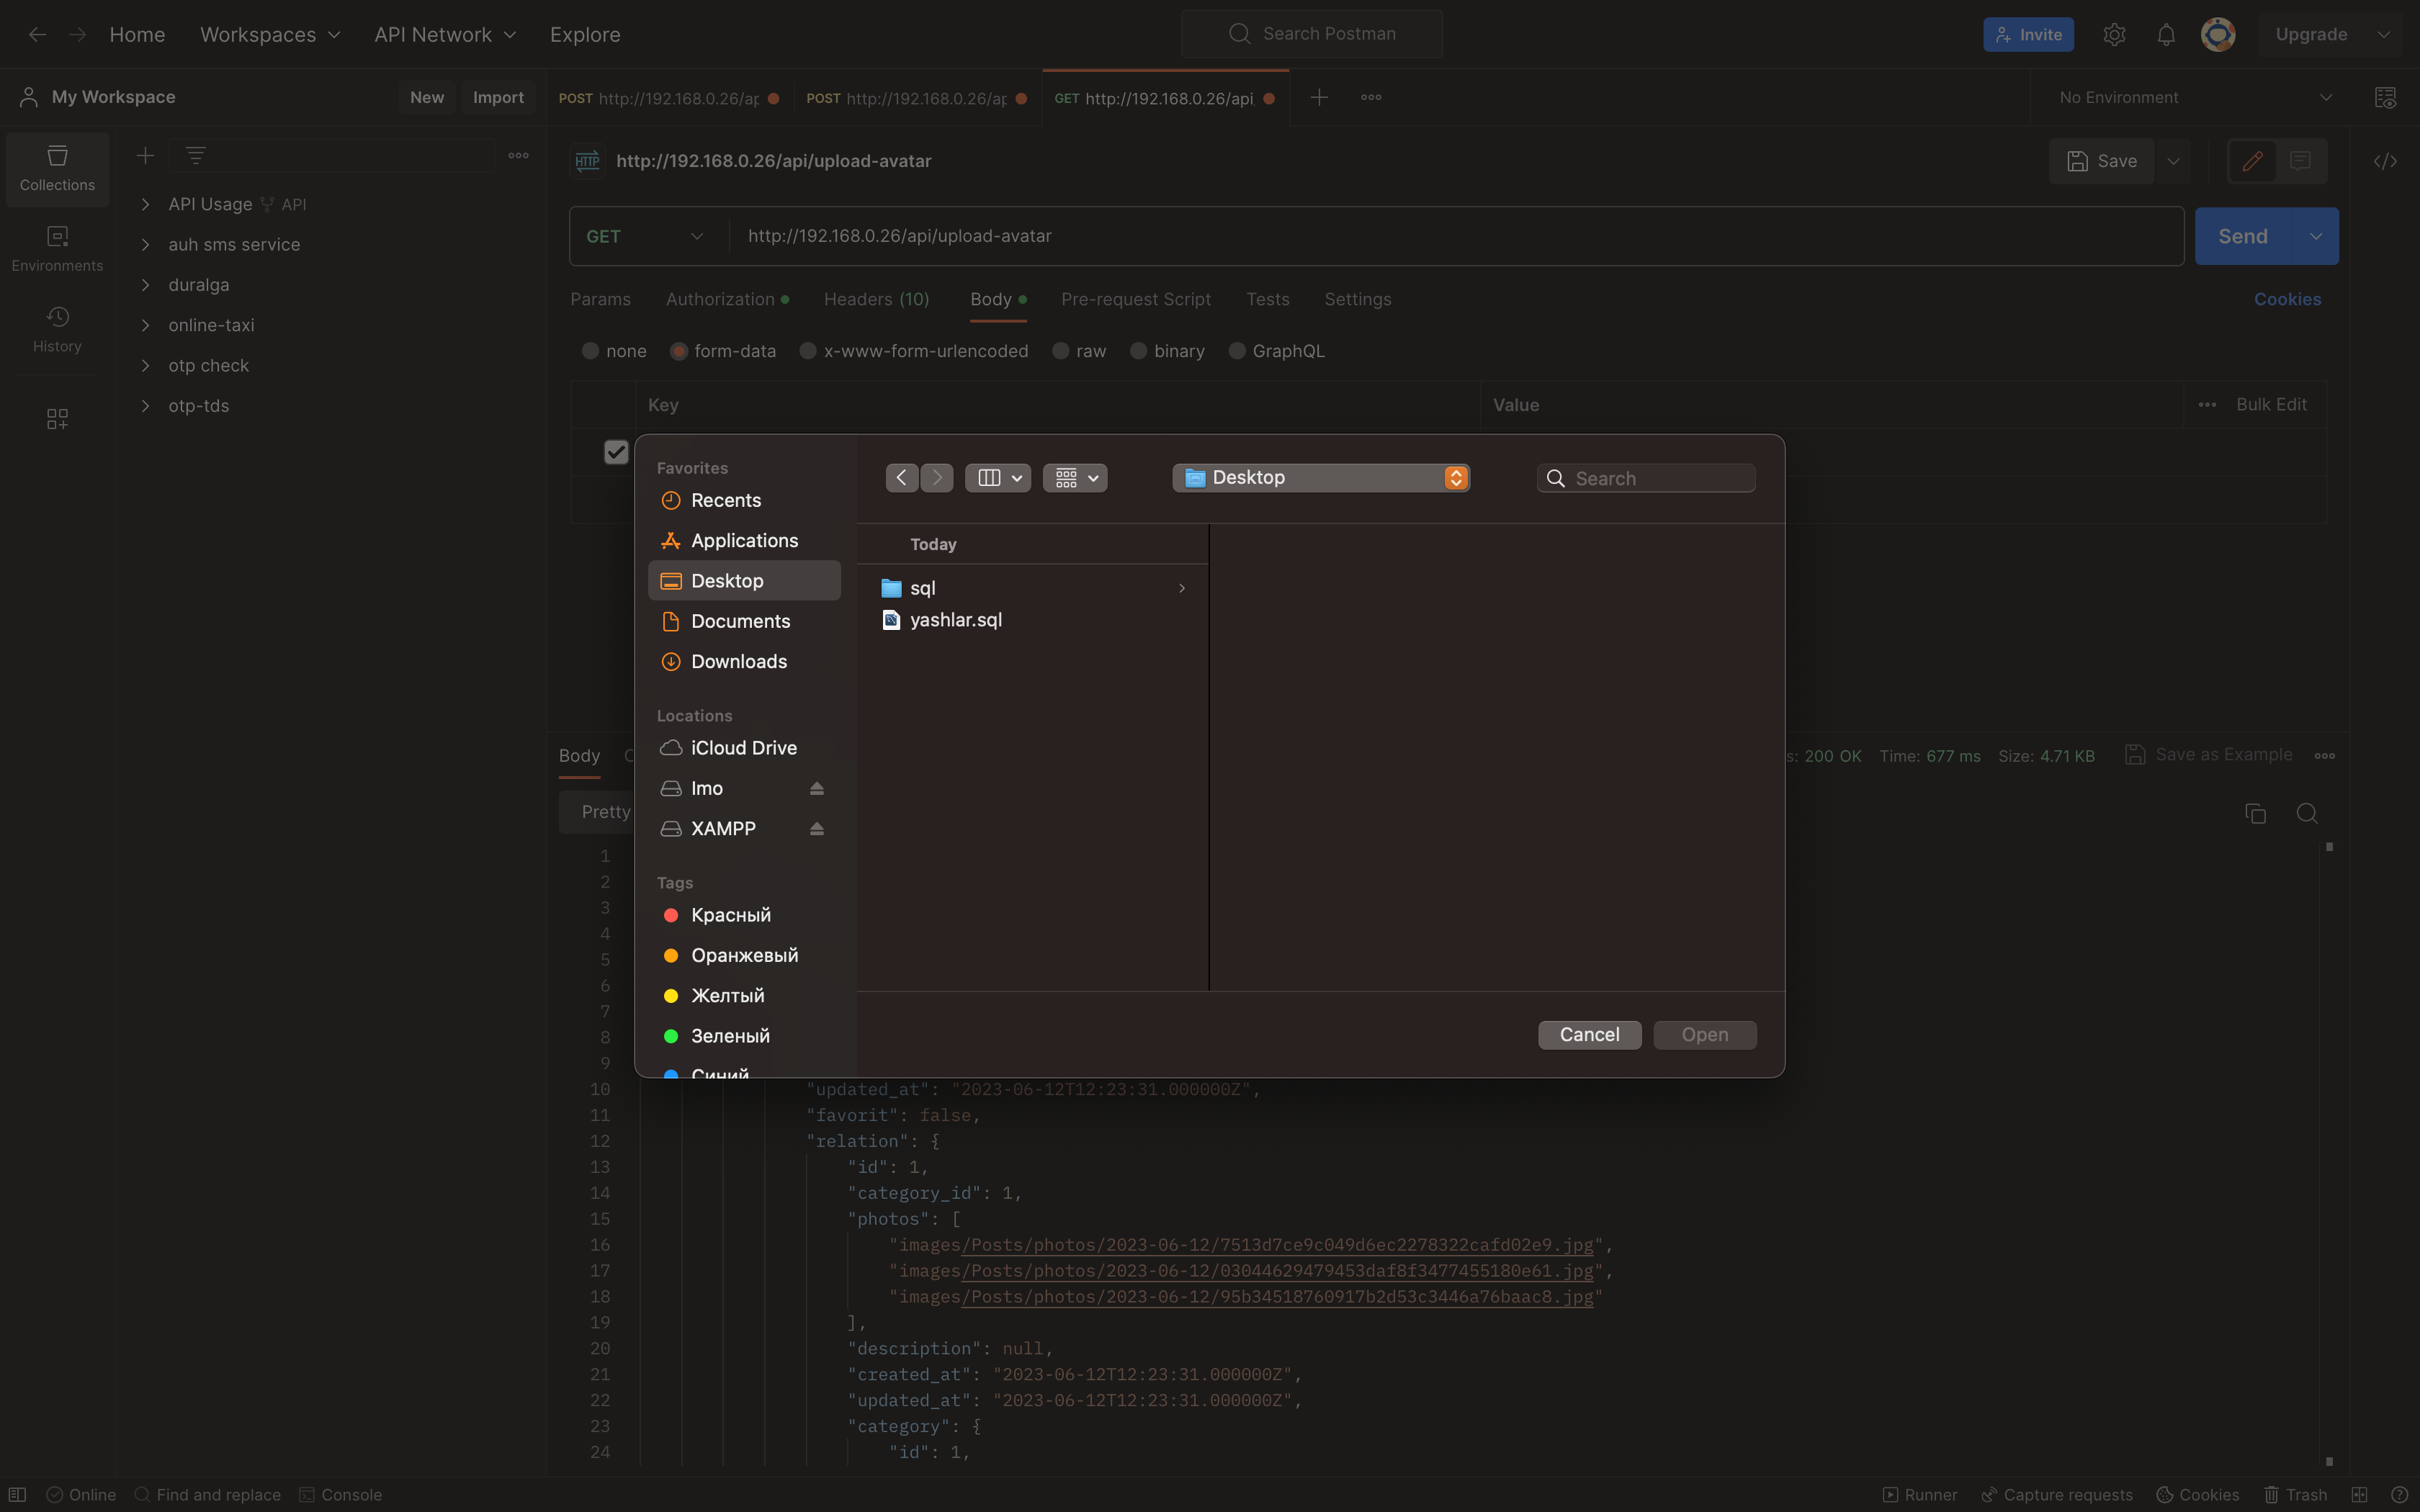 Home Workspaces API Network Explore Search Postman Invite Upgrade
My Workspace New Import POST http://192.168.0.26/ap POST http://192.168.0.26/ap GET http://192.168.0.26/api No Environment
Collections
Environments
History
API Usage API
auh sms service
duralga
online-taxi
otp check
otp-tds
HTTP http://192.168.0.26/api/upload-avatar Save
GET http://192.168.0.26/api/upload-avatar Send
Params Authorization Headers (10) Body Pre-request Script Tests Settings Cookies
none form-data x-www-form-urlencoded raw binary GraphQL
Key Value Bulk Edit
Favorites
Recents
Applications
Desktop
Documents
Downloads
Locations
iCloud Drive
Imo
XAMPP
Tags
Красный
Оранжевый
Желтый
Зеленый
Синий
Desktop Search
Today
sql
yashlar.sql
Cancel Open
Body C s: 200 OK Time: 677 ms Size: 4.71 KB Save as Example
Pretty
1
2
3
4
5
6
7
8
9
10 "updated_at": "2023-06-12T12:23:31.000000Z",
11 "favorit": false,
12 "relation": {
13 "id": 1,
14 "category_id": 1,
15 "photos": [
16 "images/Posts/photos/2023-06-12/7513d7ce9c049d6ec2278322cafd02e9.jpg",
17 "images/Posts/photos/2023-06-12/03044629479453daf8f3477455180e61.jpg",
18 "images/Posts/photos/2023-06-12/95b34518760917b2d53c3446a76baac8.jpg"
19 ],
20 "description": null,
21 "created_at": "2023-06-12T12:23:31.000000Z",
22 "updated_at": "2023-06-12T12:23:31.000000Z",
23 "category": {
24 "id": 1,
Online Find and replace Console Runner Capture requests Cookies Trash